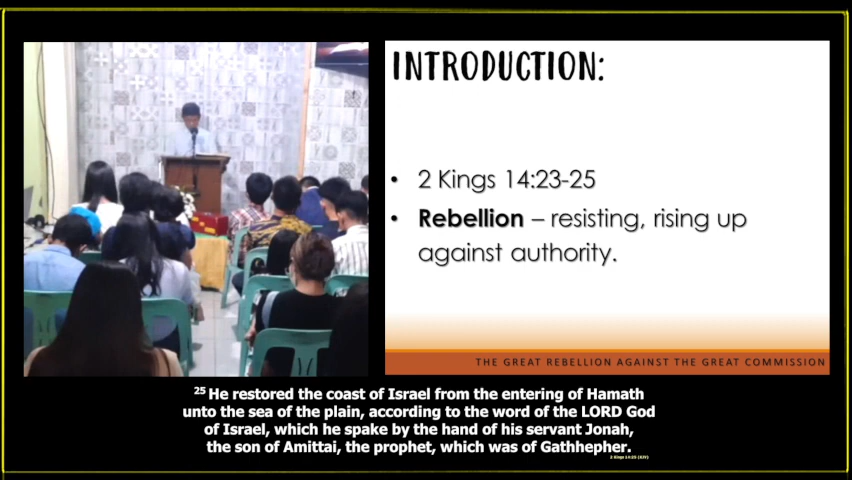 INTRODUCTION:
• 2 Kings 14:23-25
• Rebellion – resisting, rising up
against authority.
THE GREAT REBELLION AGAINST THE GREAT COMMISSION
25 He restored the coast of Israel from the entering of Hamath
unto the sea of the plain, according to the word of the LORD God
of Israel, which he spake by the hand of his servant Jonah,
the son of Amittai, the prophet, which was of Gathhepher.
2 Kings 14:25 (KJV)